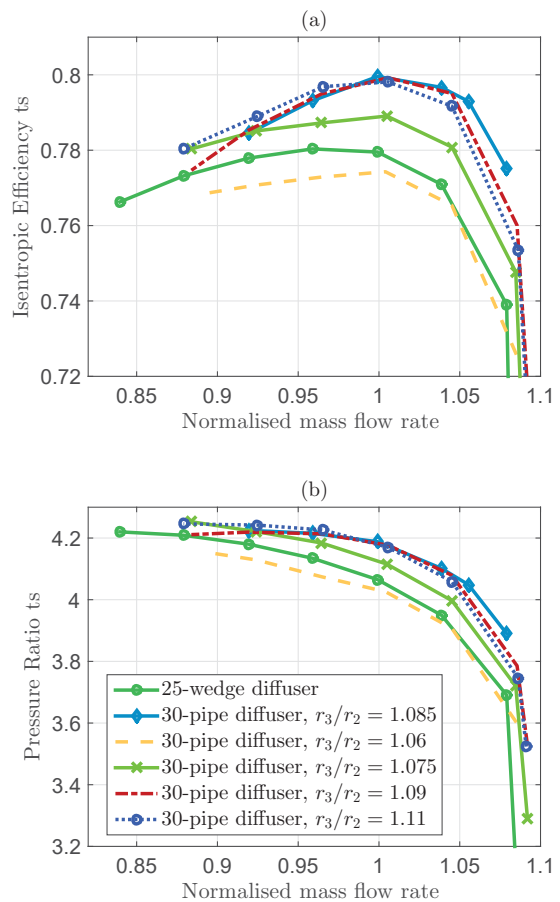 (a)
0.8
0.78
0.76
0.74
0.72
Isentropic Efficiency ts
0.85 0.9 0.95 1 1.05 1.1
Normalised mass flow rate
(b)
4.2
4
3.8
3.6
3.4
3.2
Pressure Ratio ts
25-wedge diffuser
30-pipe diffuser, r₃/r₂ = 1.085
30-pipe diffuser, r₃/r₂ = 1.06
30-pipe diffuser, r₃/r₂ = 1.075
30-pipe diffuser, r₃/r₂ = 1.09
30-pipe diffuser, r₃/r₂ = 1.11
0.85 0.9 0.95 1 1.05 1.1
Normalised mass flow rate